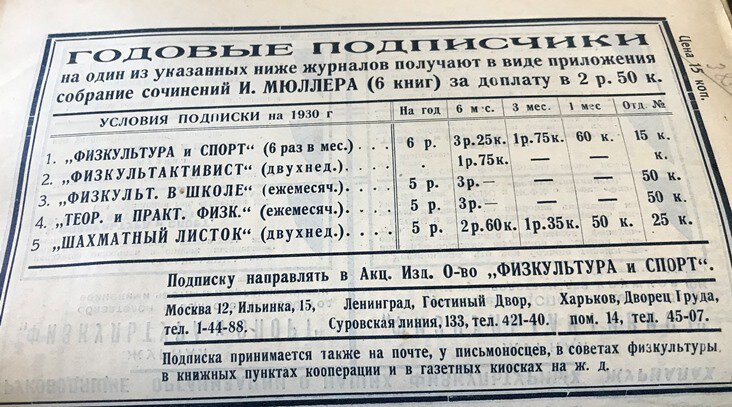 ГОДОВЫЕ ПОДПИСЧИКИ
на один из указанных ниже журналов получают в виде приложения
собрание сочинений И. МЮЛЛЕРА (6 книг) за доплату в 2 р. 50 к.
Цена 15 коп.
УСЛОВИЯ ПОДПИСКИ на 1930 г На год 6 м·с. 3 мес. 1 мес Отд. №
1. „ФИЗКУЛЬТУРА и СПОРТ“ (6 раз в мес.) 6 р. 3р.25к. 1р.75к. 60 к. 15 к.
2. „ФИЗКУЛЬТАКТИВИСТ“ (двухнед.). . . . . 1р.75к. — — к.
3. „ФИЗКУЛЬТ. В ШКОЛЕ“ (ежемесяч.). . . . 5 р. 3р.— — — 50 к.
4. „ТЕОР. и ПРАКТ. ФИЗК.“ (ежемесяч.). . . . 5 р. 3р.— — — 50 к.
5 „ШАХМАТНЫЙ ЛИСТОК“ (двухнед.). . . . 5 р. 2р.60к. 1р.35к. 50 к. 25 к.
Подписку направлять в Акц. Изд. О-во „ФИЗКУЛЬТУРА и СПОРТ“.
Москва 12, Ильинка, 15, Ленинград, Гостиный Двор, Харьков, Дворец Труда,
тел. 1-44-88. Суровская линия, 133, тел. 421-40. пом. 14, тел. 45-07.
Подписка принимается также на почте, у письмоносцев, в советах физкультуры,
в книжных пунктах кооперации и в газетных киосках на ж. д.